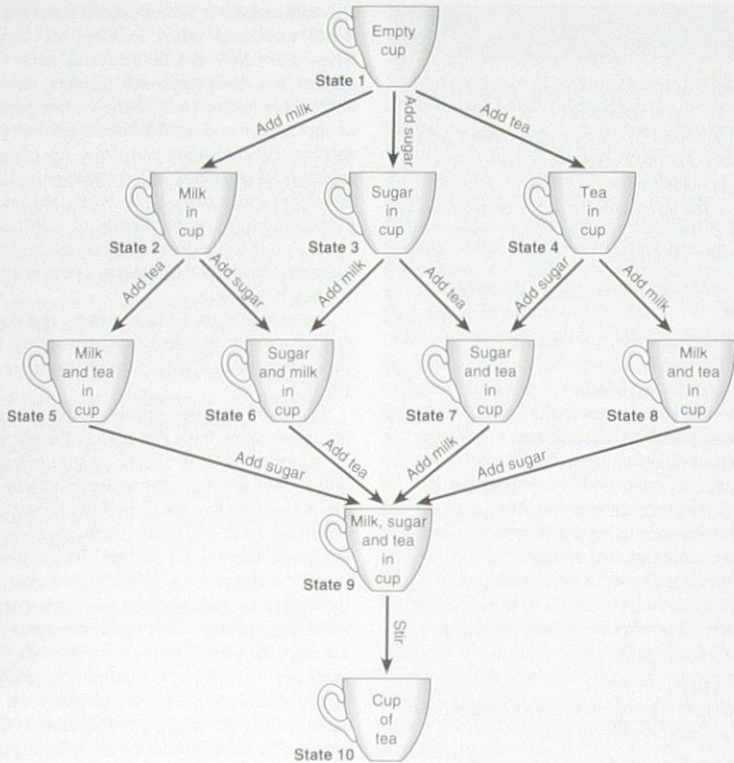 Empty
cup
State 1
Add milk
Add sugar
Add tea
Milk
in
cup
State 2
Sugar
in
cup
State 3
Tea
in
cup
State 4
Add tea
Add sugar
Add milk
Add tea
Add sugar
Add milk
Milk
and tea
in
cup
State 5
Sugar
and milk
in
cup
State 6
Sugar
and tea
in
cup
State 7
Milk
and tea
in
cup
State 8
Add sugar
Add tea
Add milk
Add sugar
Milk, sugar
and tea
in
cup
State 9
Stir
Cup
of
tea
State 10